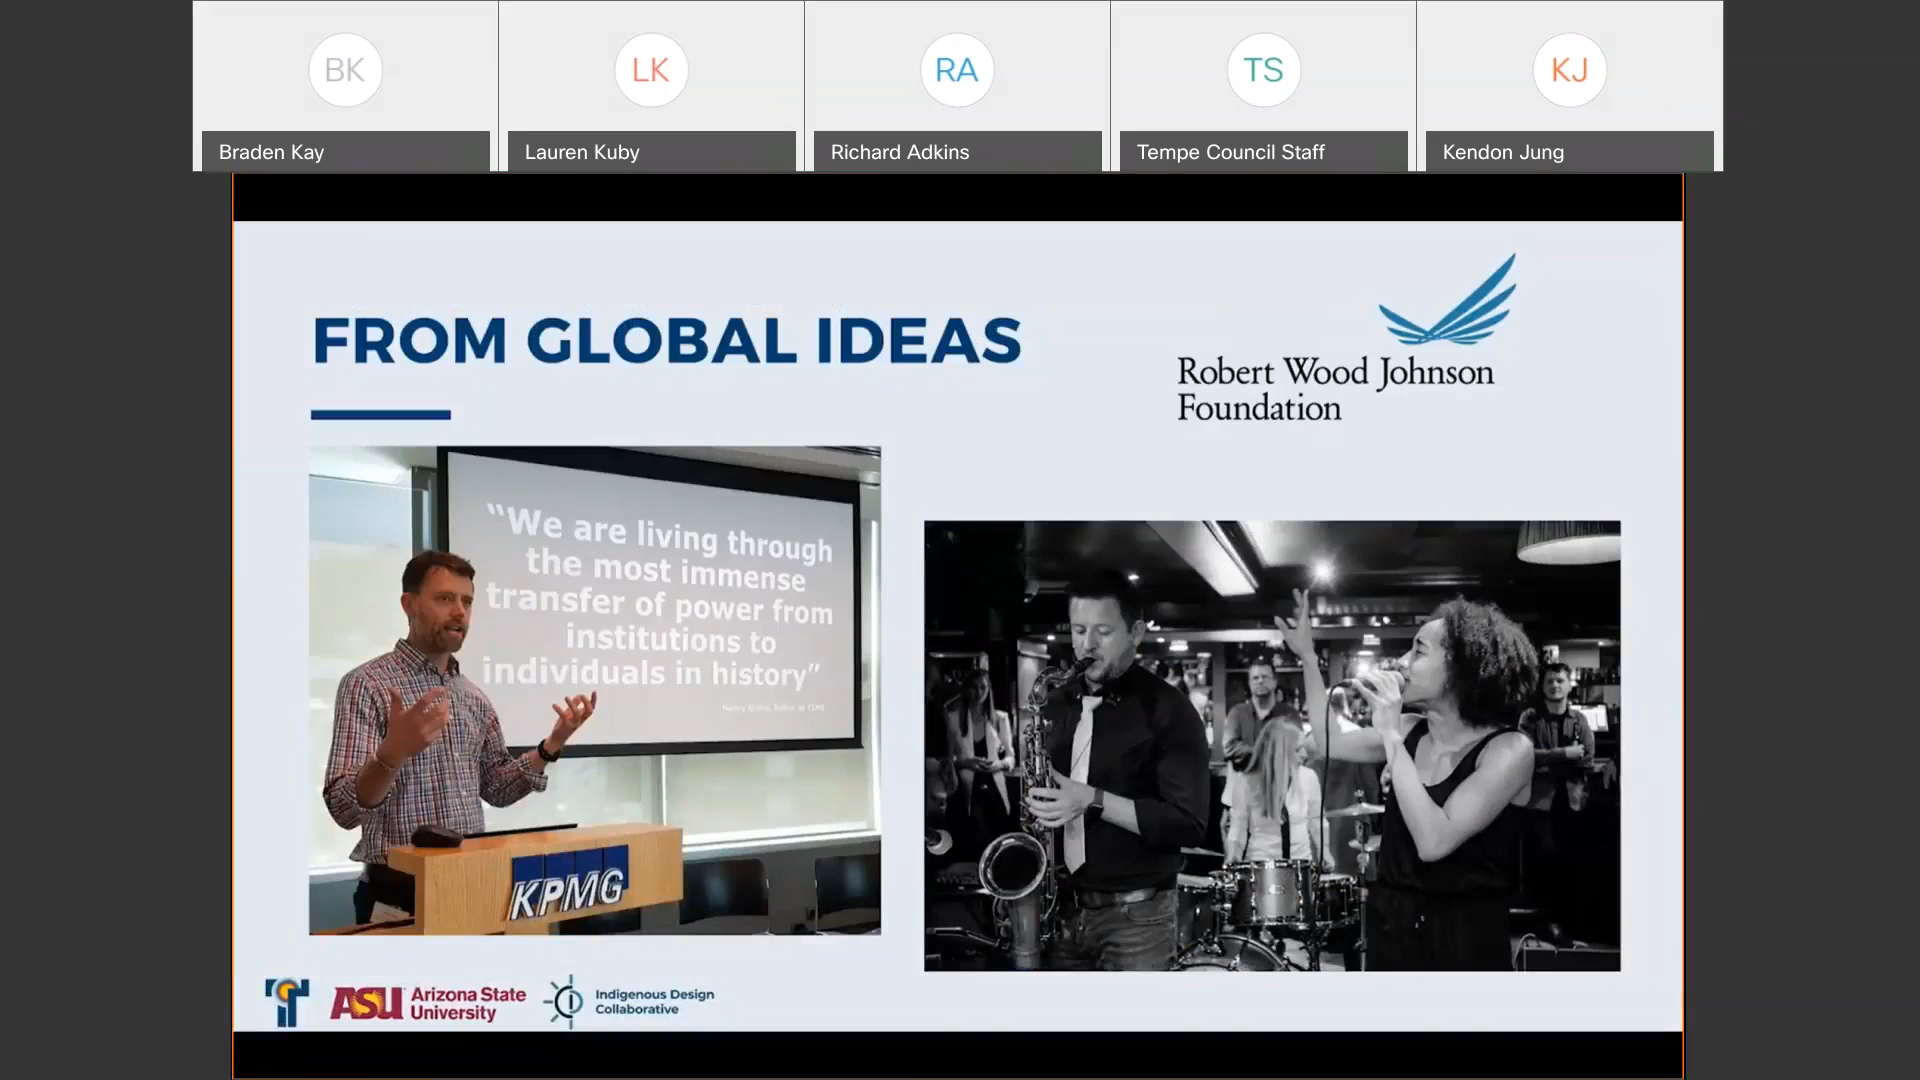 BK
LK
RA
TS
KJ
Braden Kay
Lauren Kuby
Richard Adkins
Tempe Council Staff
Kendon Jung
FROM GLOBAL IDEAS
Robert Wood Johnson
Foundation
“We are living through
the most immense
transfer of power from
institutions to
individuals in history”
KPMG
ASU Arizona State
University
Indigenous Design
Collaborative